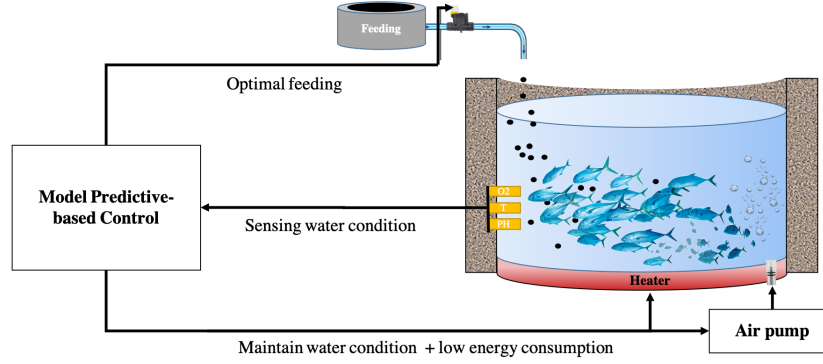 Feeding
Optimal feeding
Model Predictive-
based Control
O2
T
PH
Sensing water condition
Heater
Air pump
Maintain water condition + low energy consumption